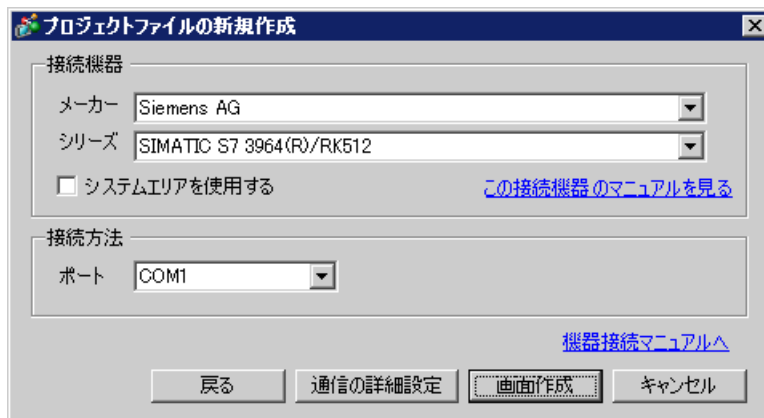 プロジェクトファイルの新規作成
接続機器
メーカー Siemens AG
シリーズ SIMATIC S7 3964(R)/RK512
システムエリアを使用する この接続機器のマニュアルを見る
接続方法
ポート COM1
機器接続マニュアルへ
戻る 通信の詳細設定 画面作成 キャンセル